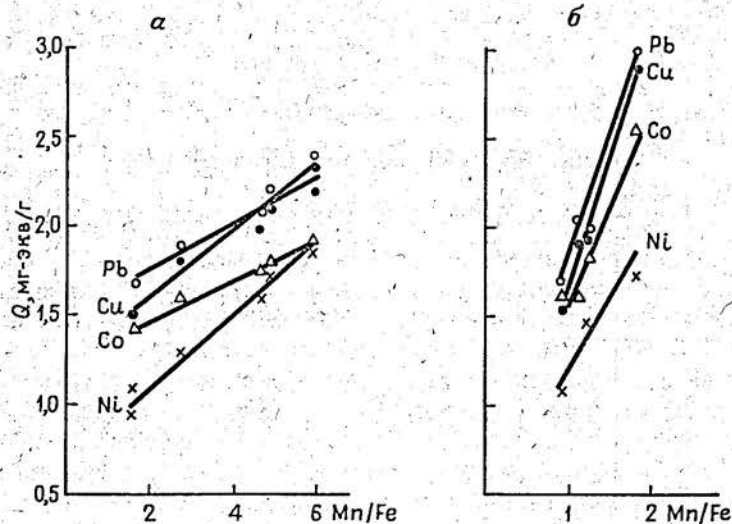 а
б
Q, мг-экв/г
3,0
2,5
2,0
1,5
1,0
0,5
Pb
Cu
Co
Ni
2
4
6 Mn/Fe
Pb
Cu
Co
Ni
1
2 Mn/Fe